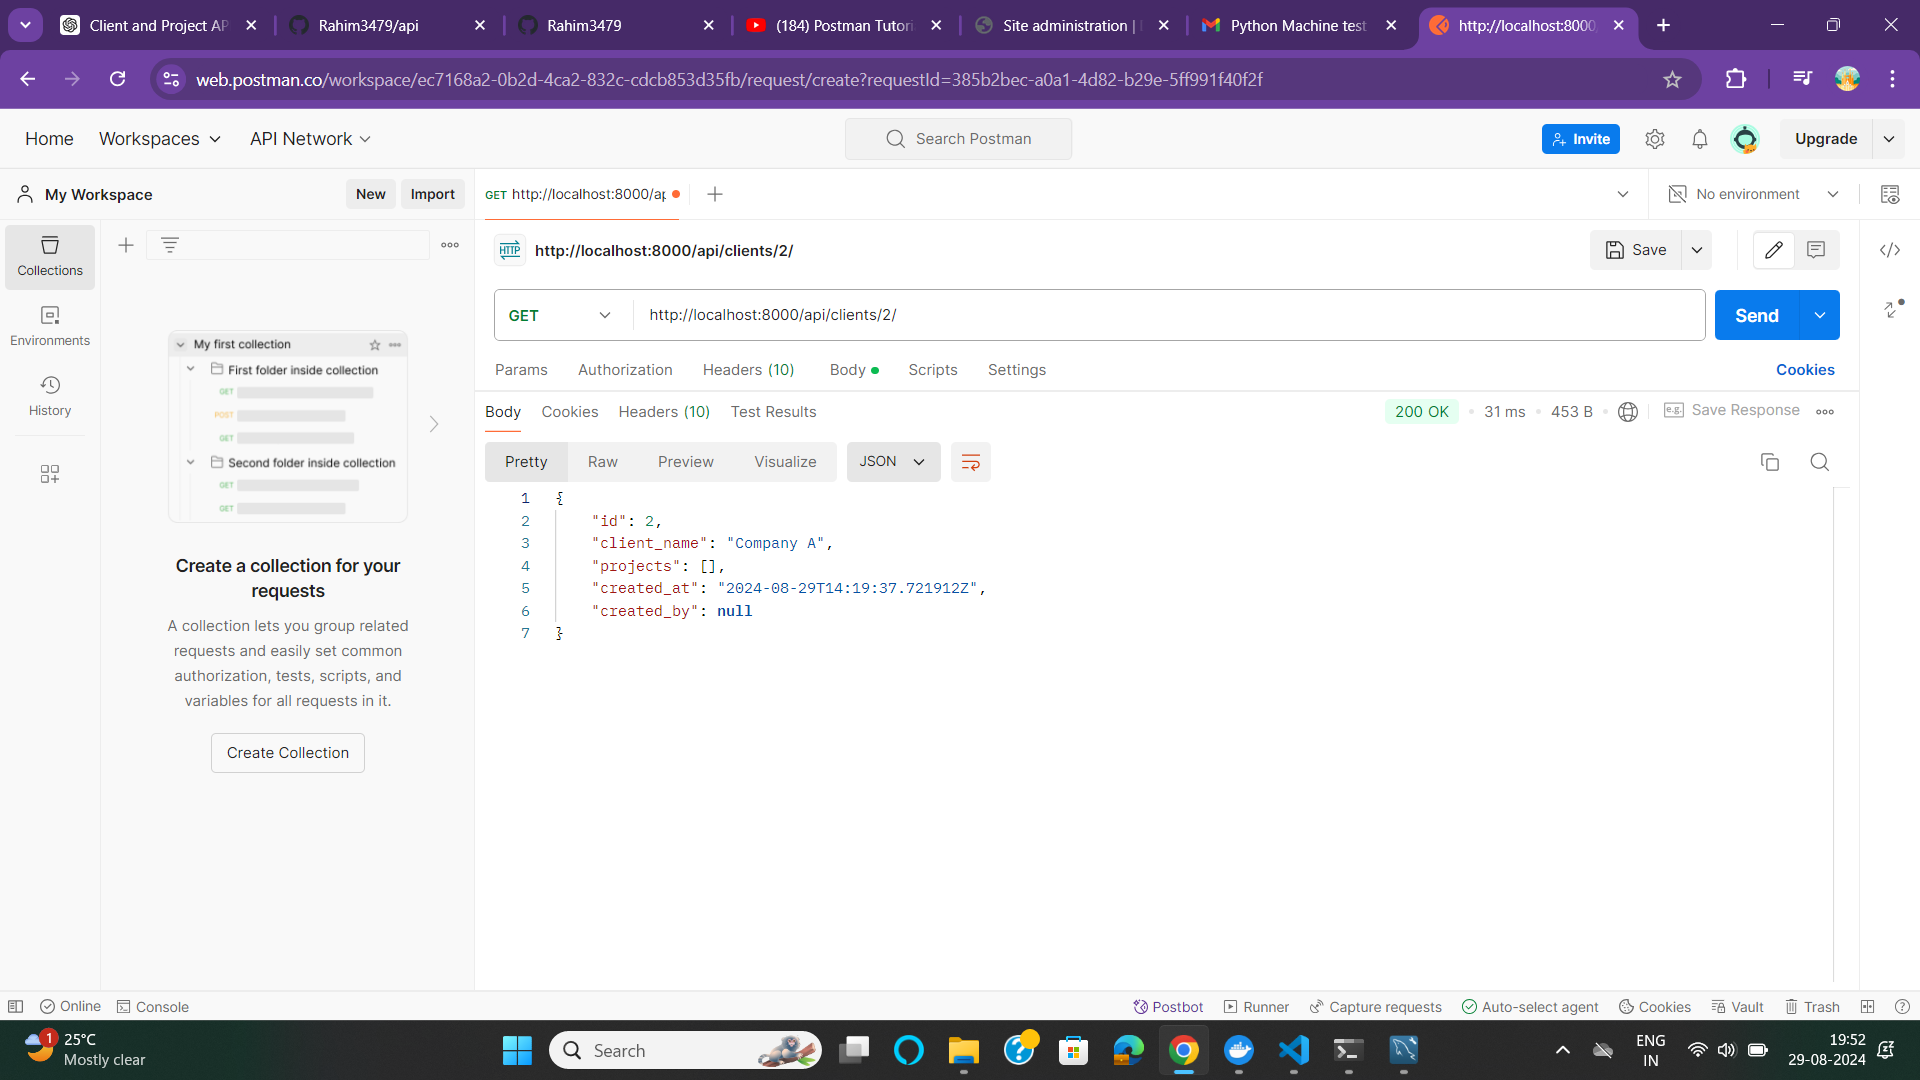 Client and Project AP
Rahim3479/api
Rahim3479
(184) Postman Tutori
Site administration |
Python Machine test
http://localhost:8000
web.postman.co/workspace/ec7168a2-0b2d-4ca2-832c-cdcb853d35fb/request/create?requestId=385b2bec-a0a1-4d82-b29e-5ff991f40f2f
Home Workspaces API Network Search Postman Invite Upgrade
My Workspace New Import
GET http://localhost:8000/ap
No environment
Collections
Environments
History
My first collection
First folder inside collection
GET
POST
GET
Second folder inside collection
GET
GET
Create a collection for your
requests
A collection lets you group related
requests and easily set common
authorization, tests, scripts, and
variables for all requests in it.
Create Collection
HTTP http://localhost:8000/api/clients/2/
Save
GET http://localhost:8000/api/clients/2/ Send
Params Authorization Headers (10) Body Scripts Settings Cookies
Body Cookies Headers (10) Test Results 200 OK 31 ms 453 B e.g. Save Response
Pretty Raw Preview Visualize JSON
1 {
2 "id": 2,
3 "client_name": "Company A",
4 "projects": [],
5 "created_at": "2024-08-29T14:19:37.721912Z",
6 "created_by": null
7 }
Online Console Postbot Runner Capture requests Auto-select agent Cookies Vault Trash
1 25°C
Mostly clear
Search
ENG
IN
19:52
29-08-2024